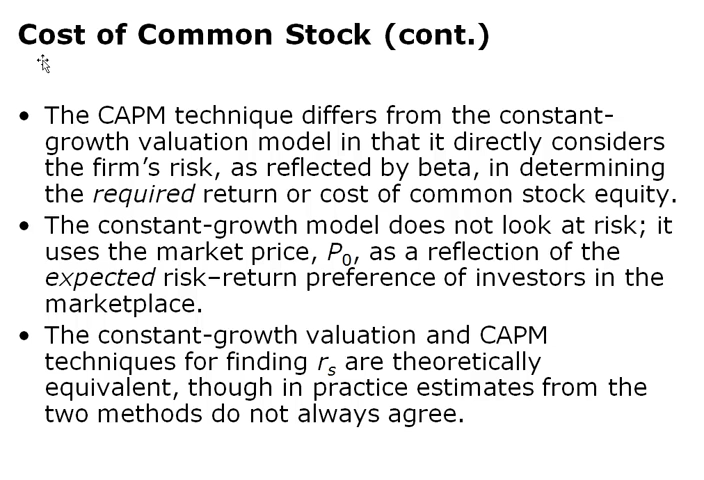 Cost of Common Stock (cont.)
• The CAPM technique differs from the constant-
growth valuation model in that it directly considers
the firm's risk, as reflected by beta, in determining
the required return or cost of common stock equity.
• The constant-growth model does not look at risk; it
uses the market price, P₀, as a reflection of the
expected risk–return preference of investors in the
marketplace.
• The constant-growth valuation and CAPM
techniques for finding rₛ are theoretically
equivalent, though in practice estimates from the
two methods do not always agree.